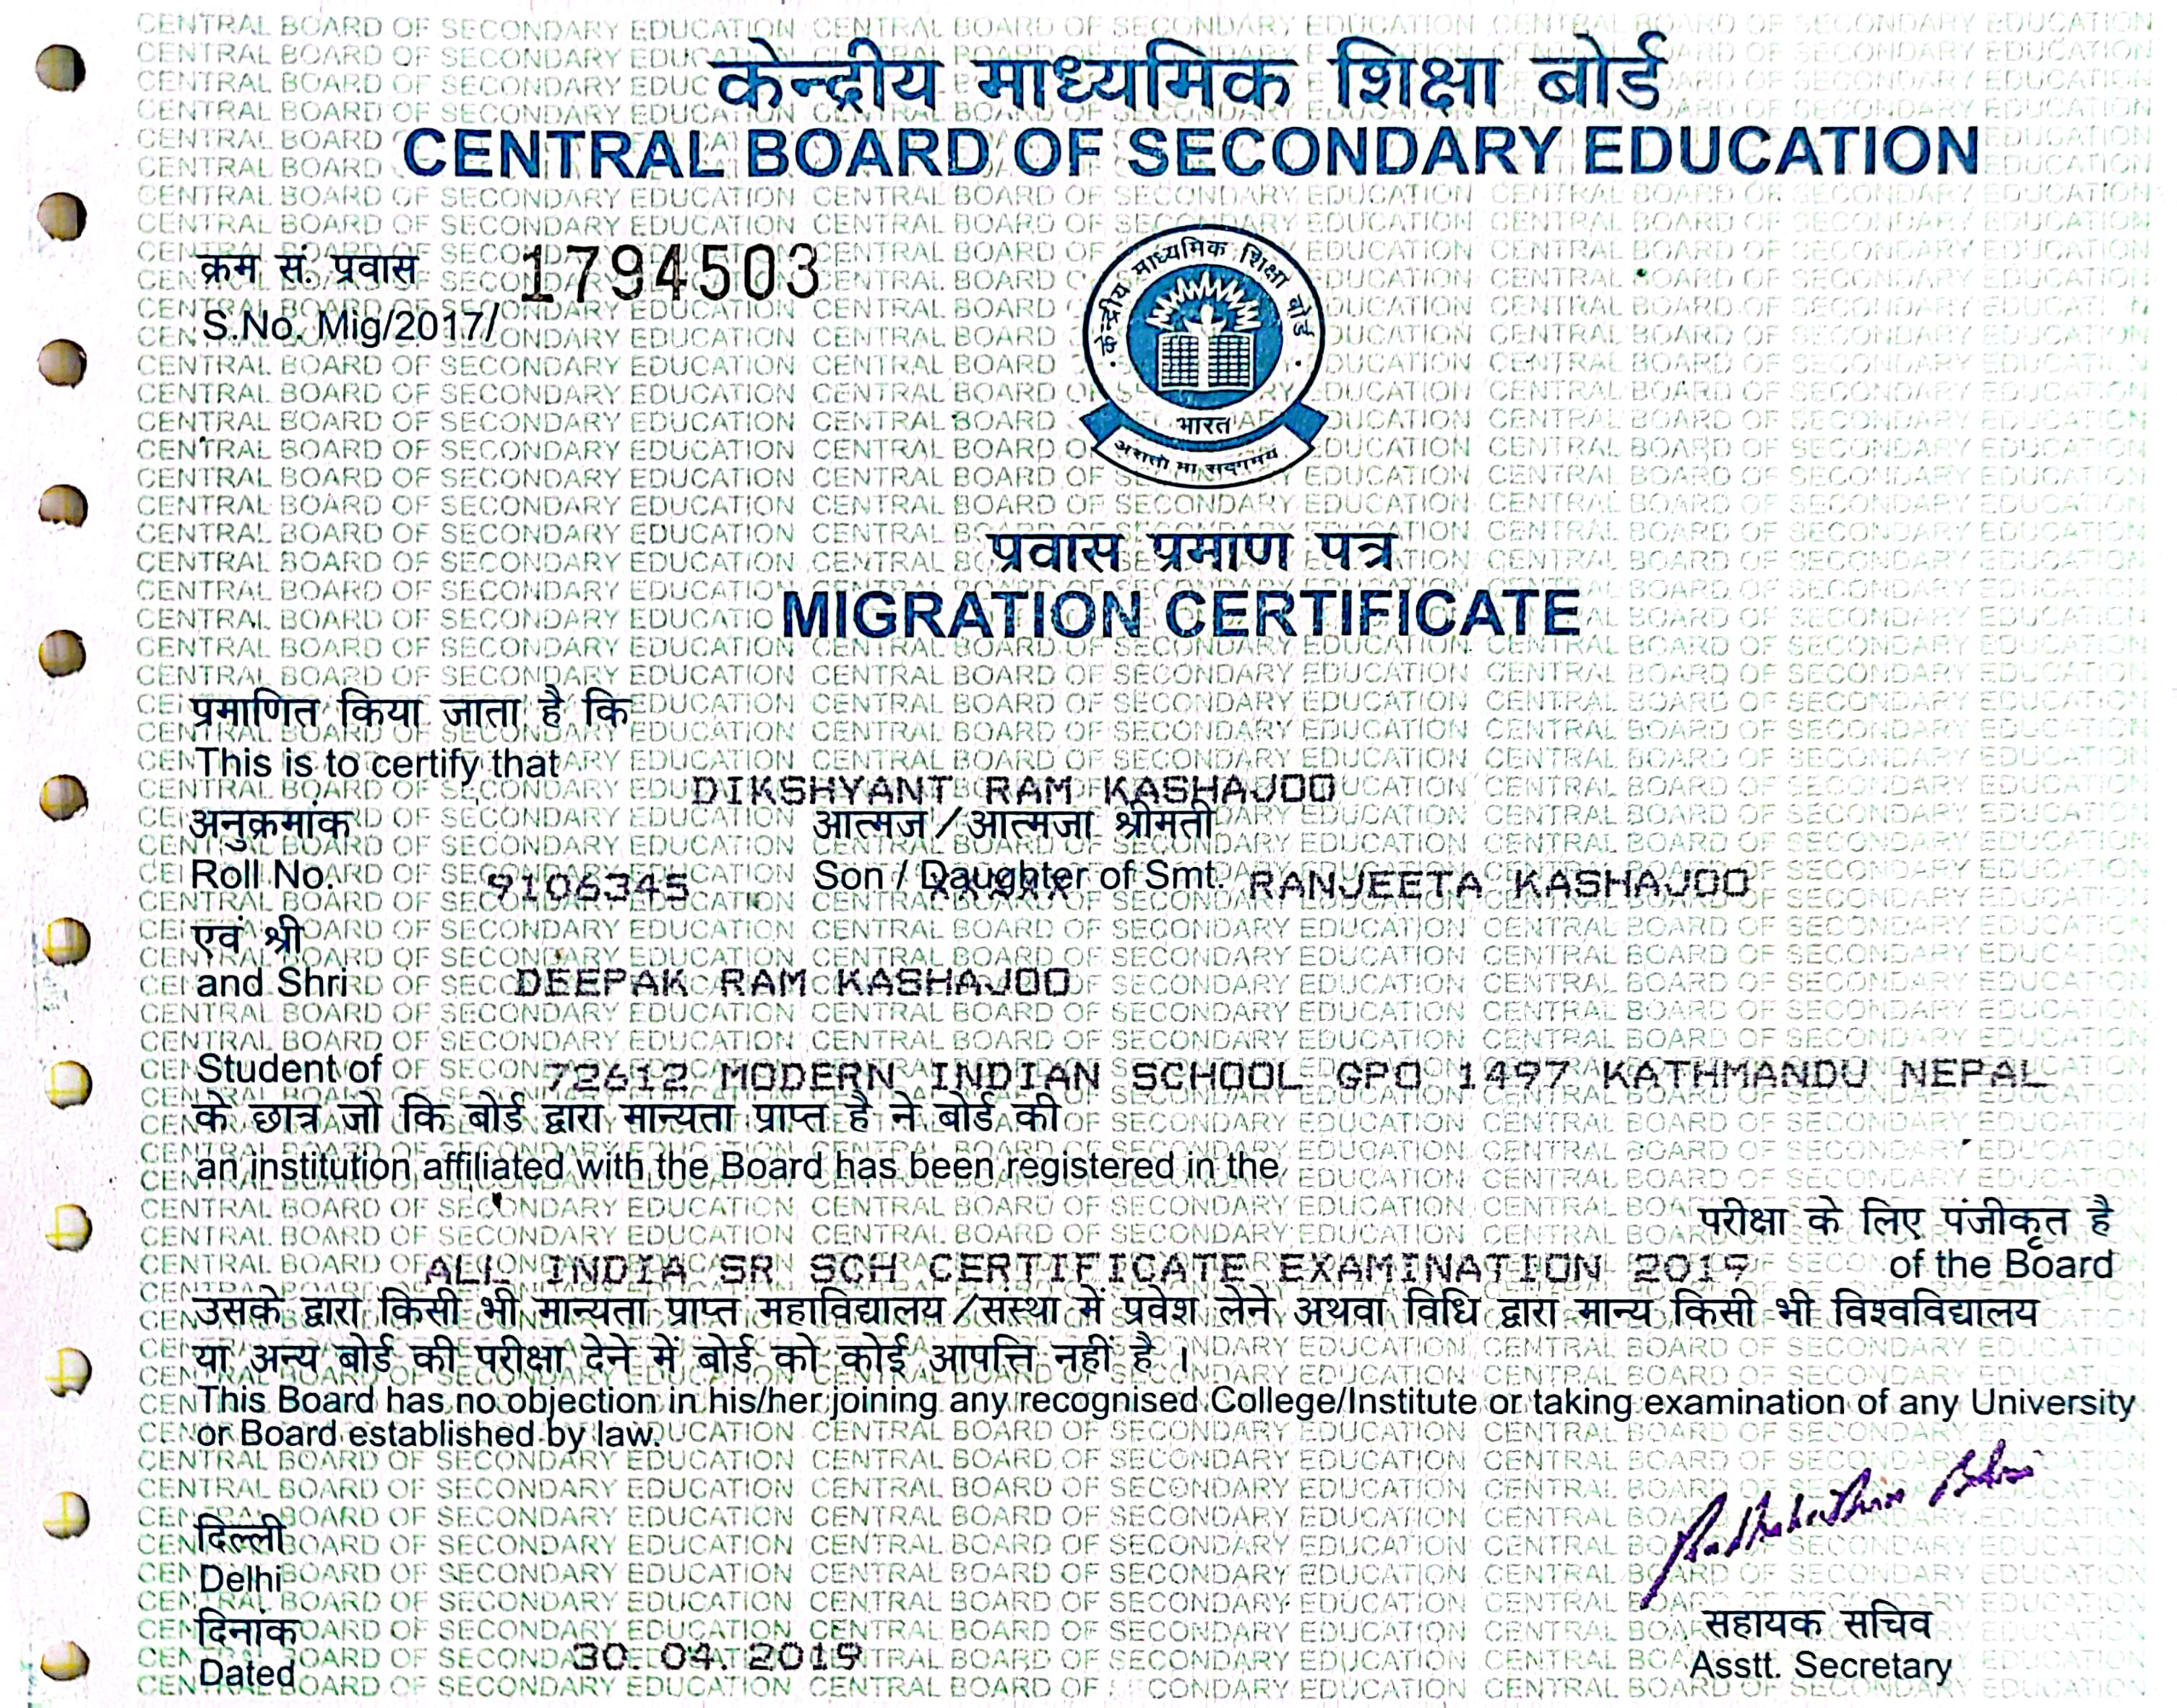 केन्द्रीय माध्यमिक शिक्षा बोर्ड
CENTRAL BOARD OF SECONDARY EDUCATION
क्रम सं. प्रवास
S.No. Mig/2017/ 1794503
केन्द्रीय माध्यमिक शिक्षा बोर्ड
भारत
असतो मा सद्गमय
प्रवास प्रमाण पत्र
MIGRATION CERTIFICATE
प्रमाणित किया जाता है कि
This is to certify that DIKSHYANT RAM KASHAJOO
अनुक्रमांक आत्मज / आत्मजा श्रीमती
Roll No. 9106345 Son / Daughter of Smt. RANJEETA KASHAJOO
एवं श्री
and Shri DEEPAK RAM KASHAJOO
Student of 72612 MODERN INDIAN SCHOOL GPO 1497 KATHMANDU NEPAL
के छात्र जो कि बोर्ड द्वारा मान्यता प्राप्त है ने बोर्ड की
an institution affiliated with the Board has been registered in the
परीक्षा के लिए पंजीकृत है
ALL INDIA SR SCH CERTIFICATE EXAMINATION 2019 of the Board
उसके द्वारा किसी भी मान्यता प्राप्त महाविद्यालय / संस्था में प्रवेश लेने अथवा विधि द्वारा मान्य किसी भी विश्वविद्यालय
या अन्य बोर्ड की परीक्षा देने में बोर्ड को कोई आपत्ति नहीं है ।
This Board has no objection in his/her joining any recognised College/Institute or taking examination of any University
or Board established by law.
दिल्ली
Delhi
दिनांक सहायक सचिव
Dated 30.04.2019 Asstt. Secretary